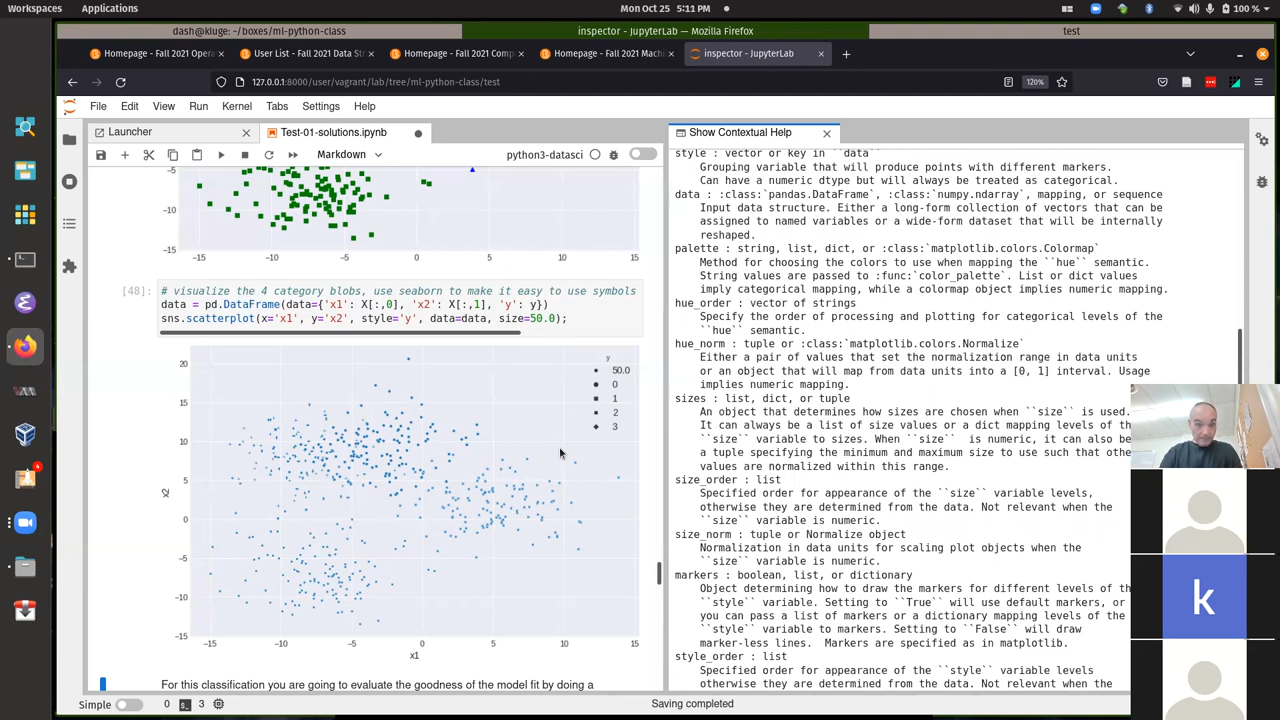 Workspaces Applications Mon Oct 25 5:11 PM 100 %
dash@kluge: ~/boxes/ml-python-class inspector - JupyterLab — Mozilla Firefox test
Homepage - Fall 2021 Opera User List - Fall 2021 Data Str Homepage - Fall 2021 Comp Homepage - Fall 2021 Machi inspector - JupyterLab
127.0.0.1:8000/user/vagrant/lab/tree/ml-python-class/test 120%
File Edit View Run Kernel Tabs Settings Help
Launcher Test-01-solutions.ipynb
Markdown python3-datasci
-5
-10
-15
-15 -10 -5 0 5 10 15
[48]: # visualize the 4 category blobs, use seaborn to make it easy to use symbols
data = pd.DataFrame(data={'x1': X[:,0], 'x2': X[:,1], 'y': y})
sns.scatterplot(x='x1', y='x2', style='y', data=data, size=50.0);
y
50.0
0
1
2
3
20
15
10
5
0
-5
-10
-15
x2
-15 -10 -5 0 5 10 15
x1
For this classification you are going to evaluate the goodness of the model fit by doing a
Show Contextual Help
style : vector or key in ``data``
Grouping variable that will produce points with different markers.
Can have a numeric dtype but will always be treated as categorical.
data : :class:`pandas.DataFrame`, :class:`numpy.ndarray`, mapping, or sequence
Input data structure. Either a long-form collection of vectors that can be
assigned to named variables or a wide-form dataset that will be internally
reshaped.
palette : string, list, dict, or :class:`matplotlib.colors.Colormap`
Method for choosing the colors to use when mapping the ``hue`` semantic.
String values are passed to :func:`color_palette`. List or dict values
imply categorical mapping, while a colormap object implies numeric mapping.
hue_order : vector of strings
Specify the order of processing and plotting for categorical levels of the
``hue`` semantic.
hue_norm : tuple or :class:`matplotlib.colors.Normalize`
Either a pair of values that set the normalization range in data units
or an object that will map from data units into a [0, 1] interval. Usage
implies numeric mapping.
sizes : list, dict, or tuple
An object that determines how sizes are chosen when ``size`` is used.
It can always be a list of size values or a dict mapping levels of the
``size`` variable to sizes. When ``size`` is numeric, it can also be
a tuple specifying the minimum and maximum size to use such that other
values are normalized within this range.
size_order : list
Specified order for appearance of the ``size`` variable levels,
otherwise they are determined from the data. Not relevant when the
``size`` variable is numeric.
size_norm : tuple or Normalize object
Normalization in data units for scaling plot objects when the
``size`` variable is numeric.
markers : boolean, list, or dictionary
Object determining how to draw the markers for different levels of the
``style`` variable. Setting to ``True`` will use default markers, or
you can pass a list of markers or a dictionary mapping levels of the
``style`` variable to markers. Setting to ``False`` will draw
marker-less lines. Markers are specified as in matplotlib.
style_order : list
Specified order for appearance of the ``style`` variable levels
otherwise they are determined from the data. Not relevant when the
k
Simple 0 3 Saving completed